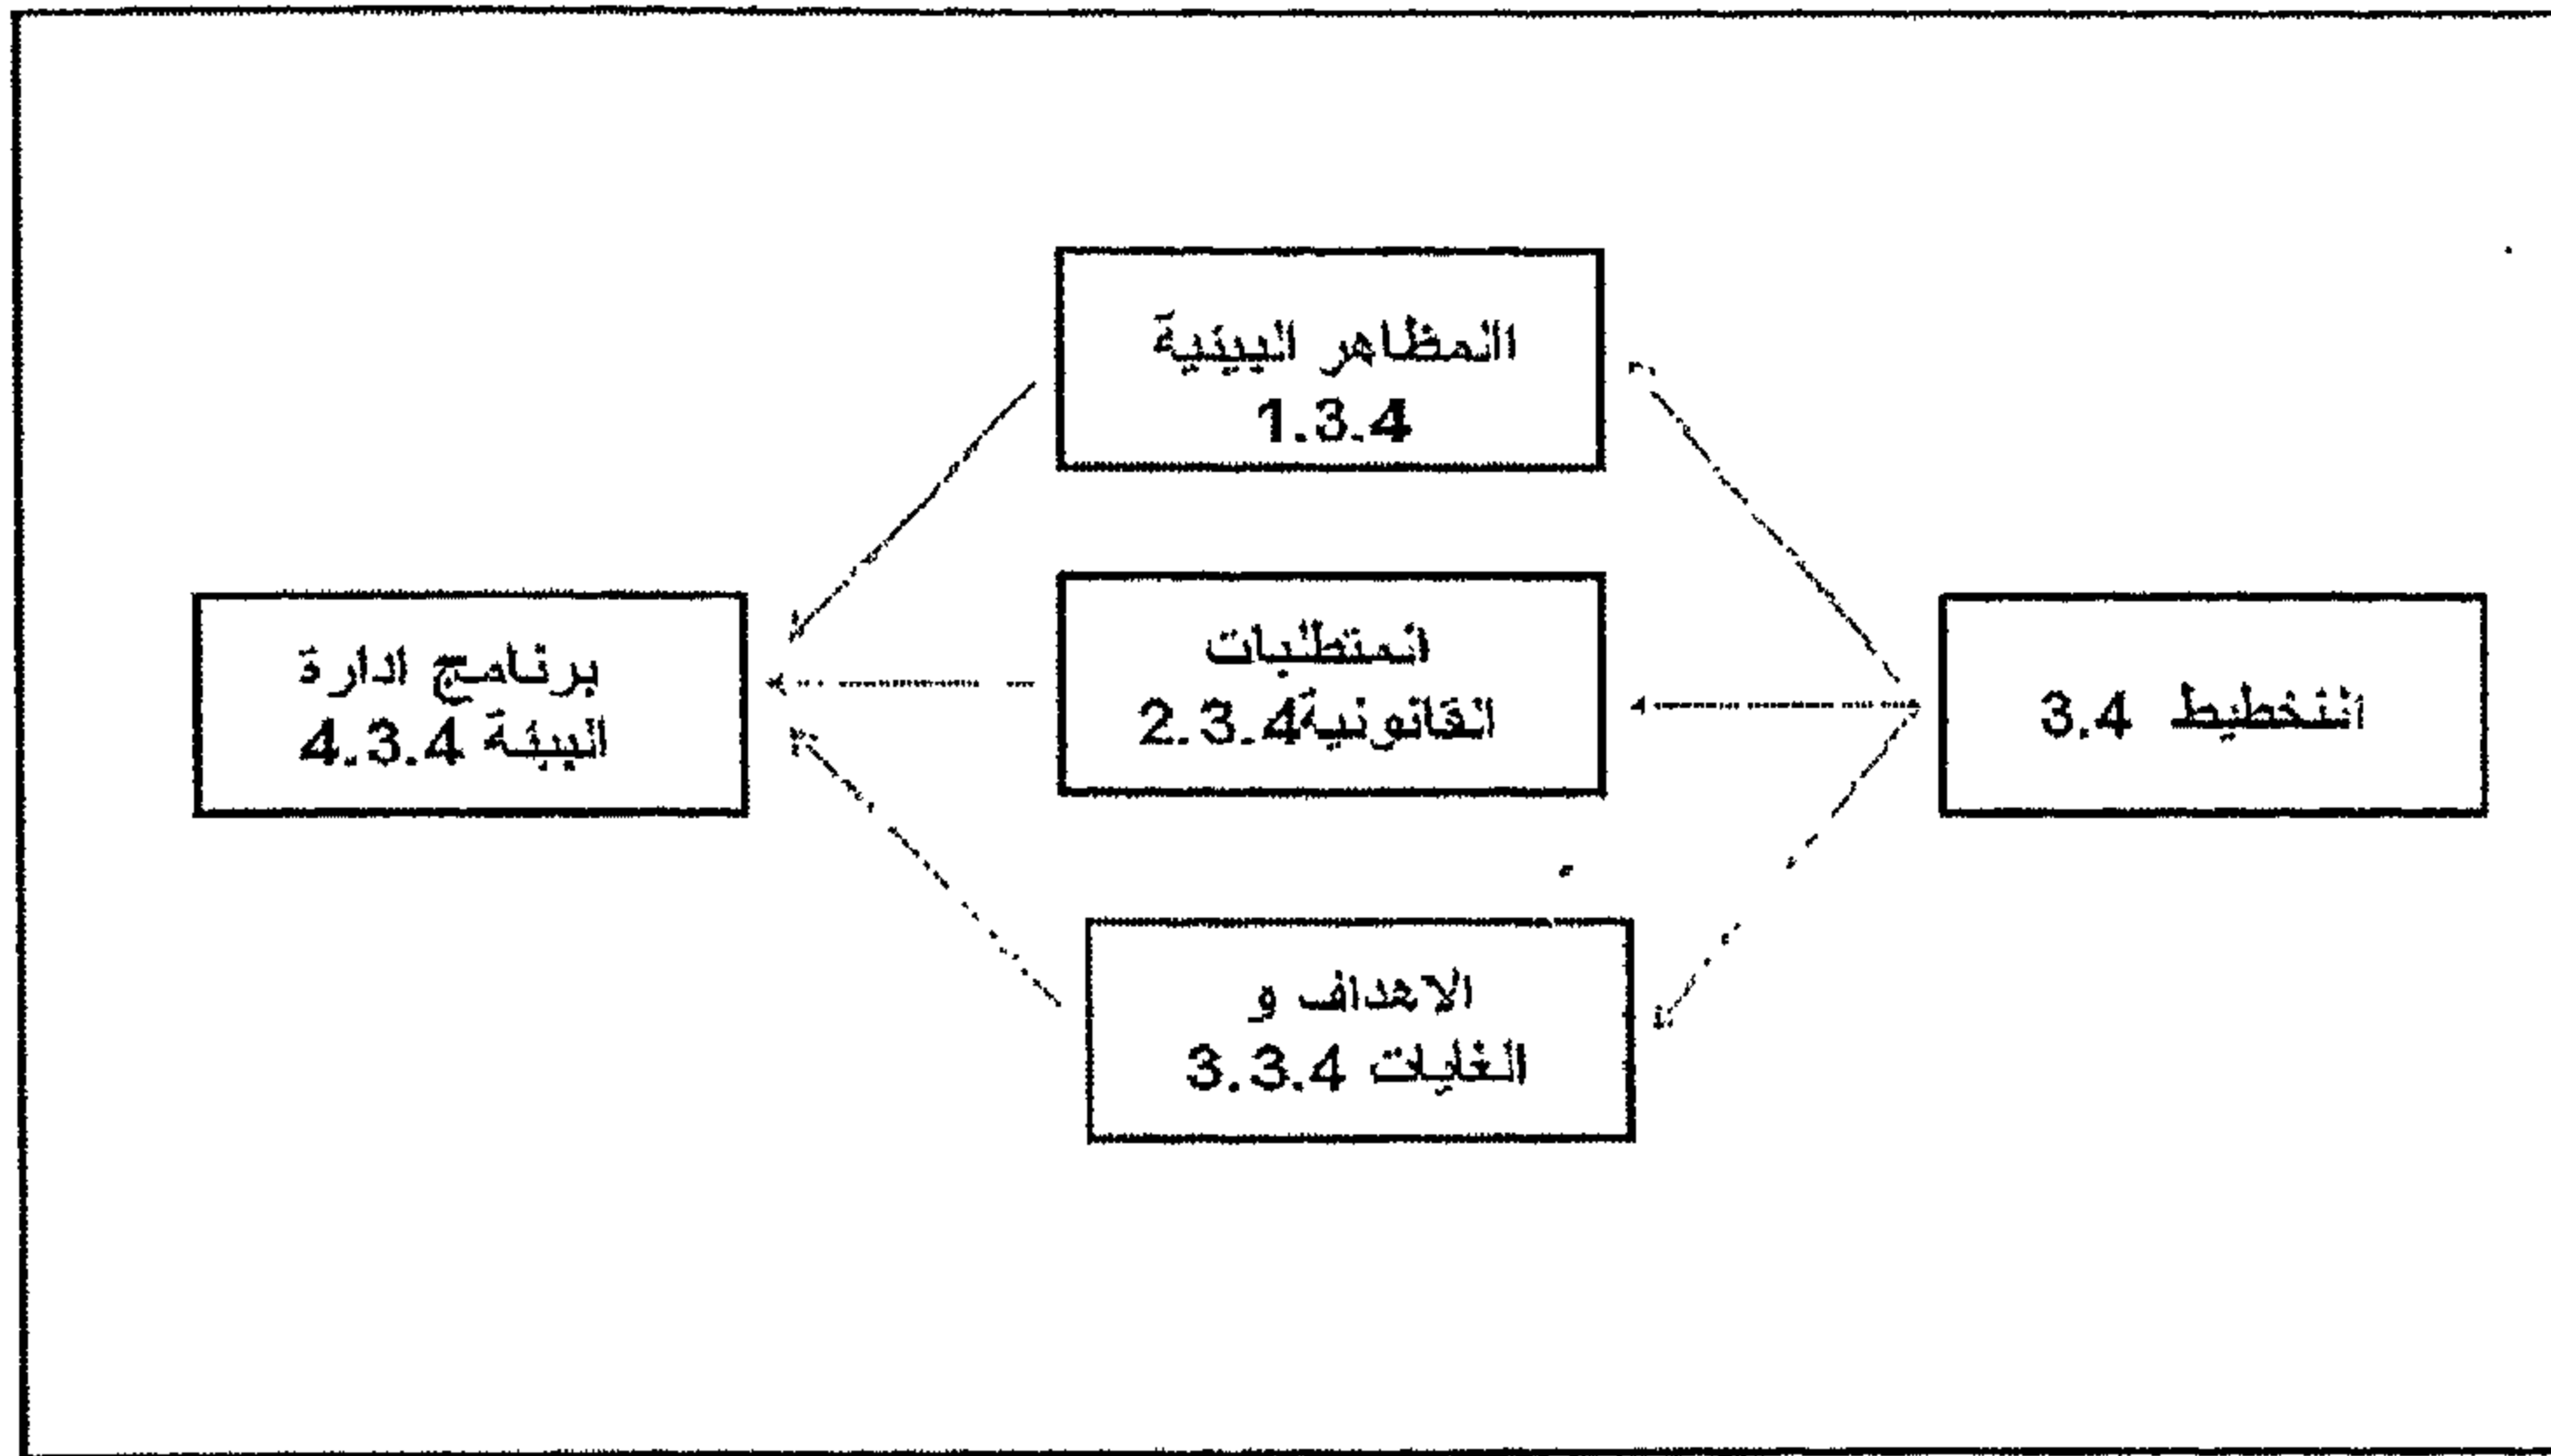 المظاهر البيئية
1.3.4
المتطلبات
القانونية2.3.4
التخطيط 3.4
برنامج ادارة
البيئة 4.3.4
الاهداف و
الغايات 3.3.4